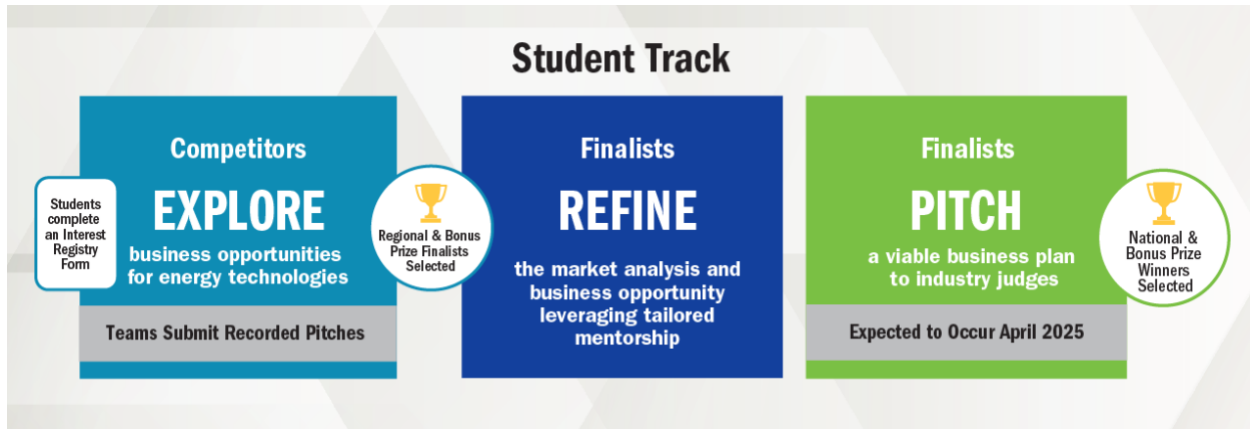 Student Track
Students
complete
an Interest
Registry
Form
Competitors
EXPLORE
business opportunities
for energy technologies
Teams Submit Recorded Pitches
Regional & Bonus
Prize Finalists
Selected
Finalists
REFINE
the market analysis and
business opportunity
leveraging tailored
mentorship
Finalists
PITCH
a viable business plan
to industry judges
Expected to Occur April 2025
National &
Bonus Prize
Winners
Selected